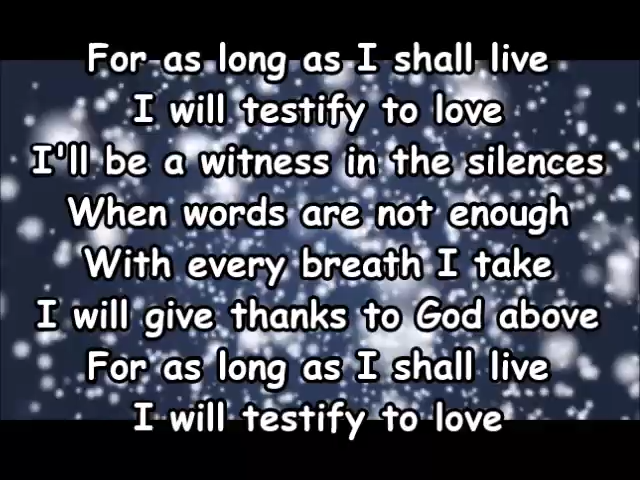 For as long as I shall live
I will testify to love
I'll be a witness in the silences
When words are not enough
With every breath I take
I will give thanks to God above
For as long as I shall live
I will testify to love